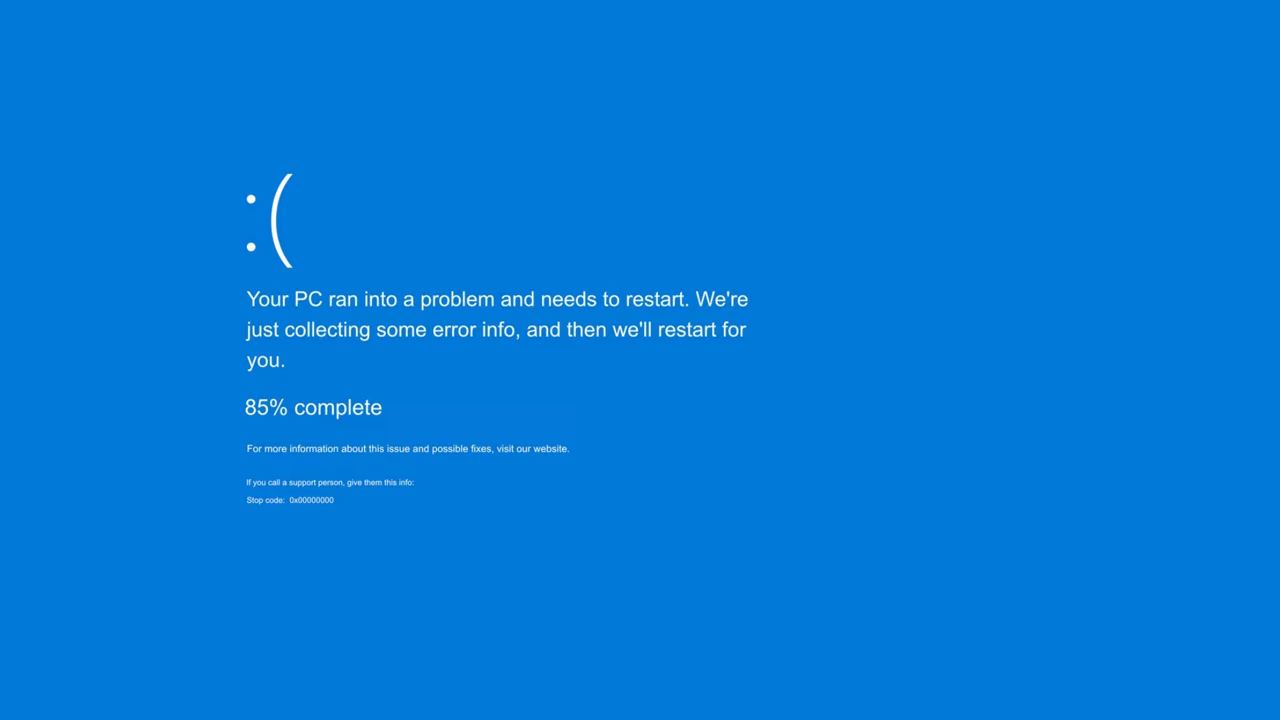 :(
Your PC ran into a problem and needs to restart. We're
just collecting some error info, and then we'll restart for
you.
85% complete
For more information about this issue and possible fixes, visit our website.
If you call a support person, give them this info:
Stop code: 0x00000000